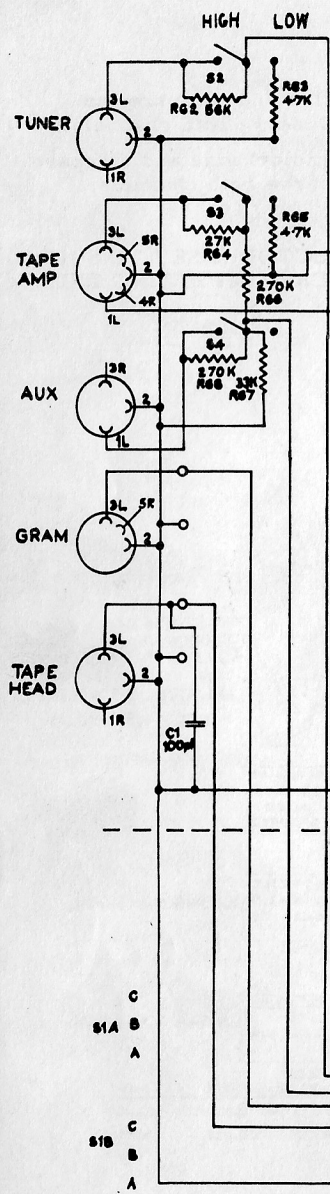 HIGH LOW
3L
S2
R62 56K
R63
4.7K
TUNER
2
1R
3L
S3
R65
4.7K
5R
27K
R64
TAPE
AMP
2
4R
270K
R66
1L
S4
3R
270K
R68
33K
R67
AUX
2
1L
3L
5R
GRAM
2
3L
TAPE
HEAD
2
1R
C1
100pf
C
S1A B
A
C
S1B B
A